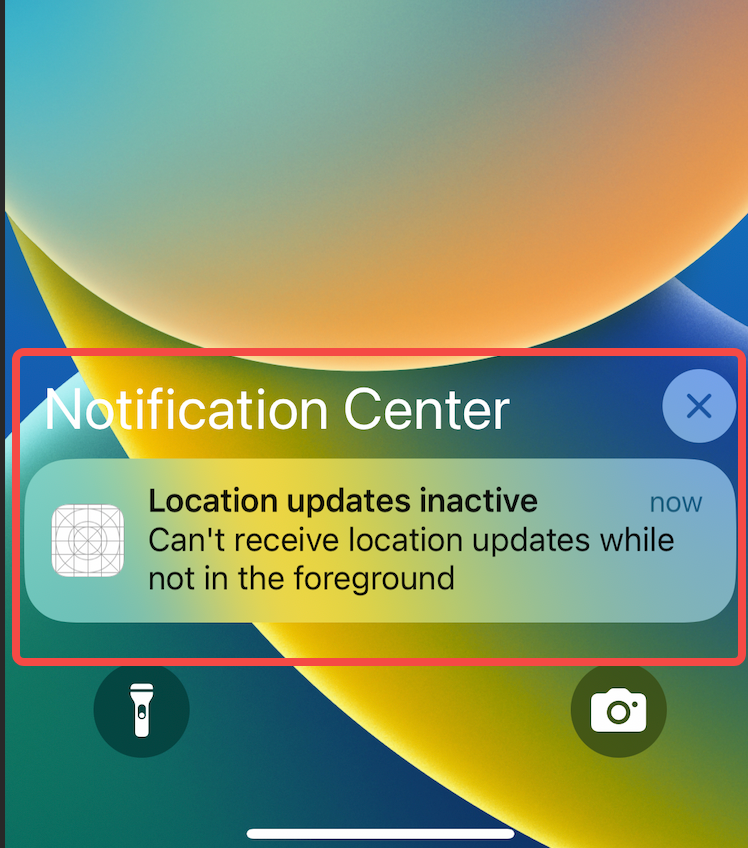 Notification Center
Location updates inactive
now
Can't receive location updates while
not in the foreground